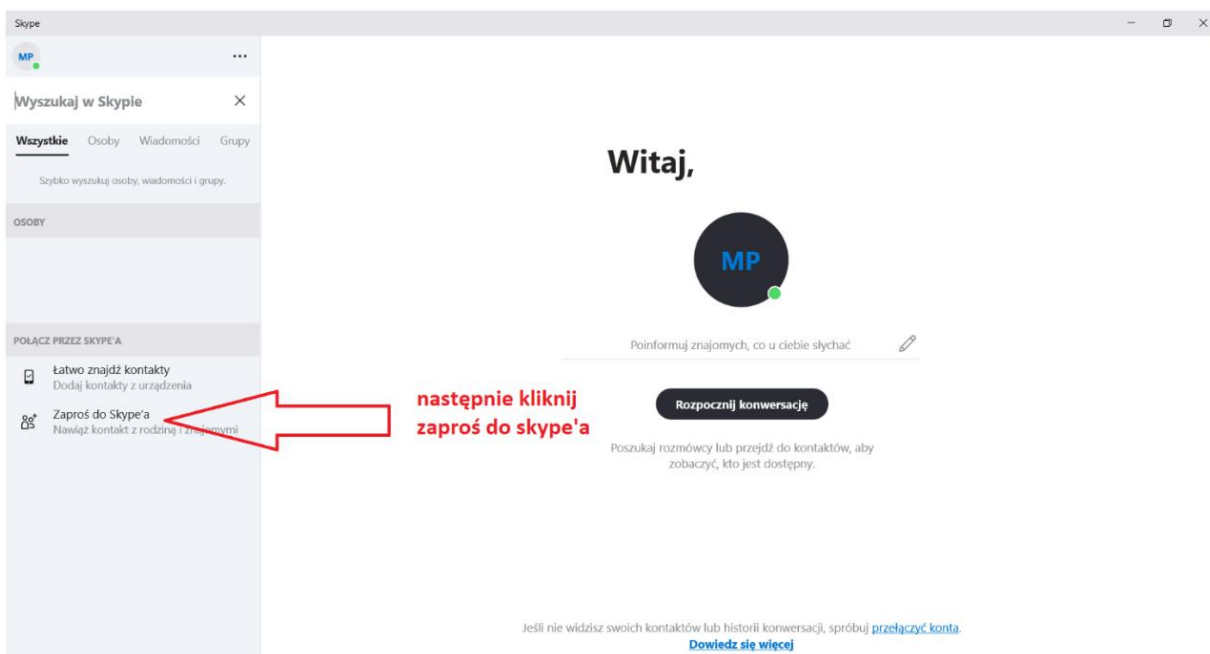 Skype
MP
Wyszukaj w Skypie
Wszystkie Osoby Wiadomości Grupy
Szybko wyszukuj osoby, wiadomości i grupy.
OSOBY
POŁĄCZ PRZEZ SKYPE'A
Łatwo znajdź kontakty
Dodaj kontakty z urządzenia
Zaproś do Skype'a
Nawiąż kontakt z rodziną i znajomymi
następnie kliknij
zaproś do skype'a
Witaj,
MP
Poinformuj znajomych, co u ciebie słychać
Rozpocznij konwersację
Poszukaj rozmówcy lub przejdź do kontaktów, aby
zobaczyć, kto jest dostępny.
Jeśli nie widzisz swoich kontaktów lub historii konwersacji, spróbuj przełączyć konta.
Dowiedz się więcej